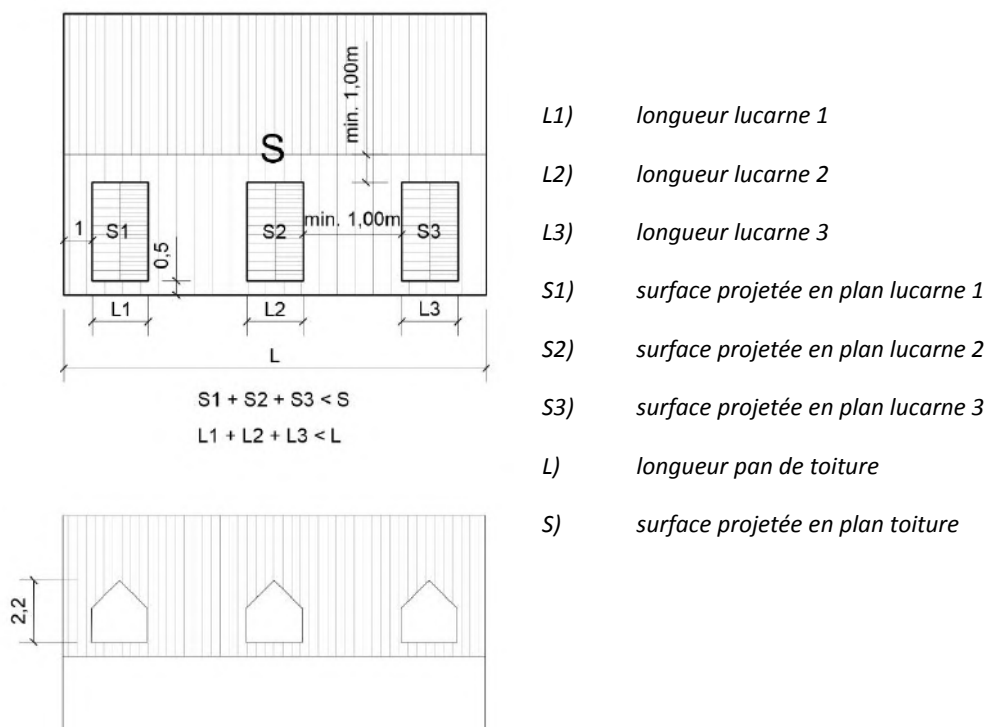 min. 1,00m
S
1
S1
0,5
S2
min. 1,00m
S3
L1
L2
L3
L
S1 + S2 + S3 < S
L1 + L2 + L3 < L
2,2
L1) longueur lucarne 1
L2) longueur lucarne 2
L3) longueur lucarne 3
S1) surface projetée en plan lucarne 1
S2) surface projetée en plan lucarne 2
S3) surface projetée en plan lucarne 3
L) longueur pan de toiture
S) surface projetée en plan toiture